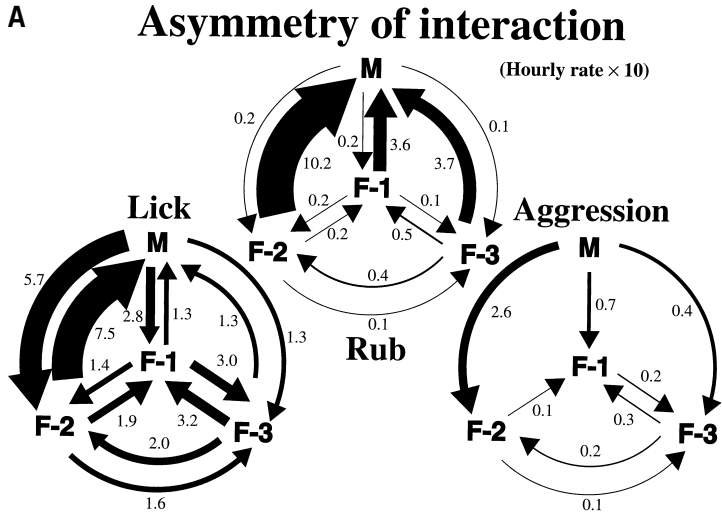 A
Asymmetry of interaction
(Hourly rate × 10)
M
0.2
0.1
0.2
3.6
10.2
3.7
F-1
0.2
0.1
0.2
0.5
F-2
F-3
0.4
0.1
Rub
Lick
M
5.7
2.8
1.3
1.3
1.3
7.5
F-1
1.4
3.0
1.9
3.2
F-2
F-3
2.0
1.6
Aggression
M
2.6
0.7
0.4
F-1
0.2
0.1
0.3
F-2
F-3
0.2
0.1